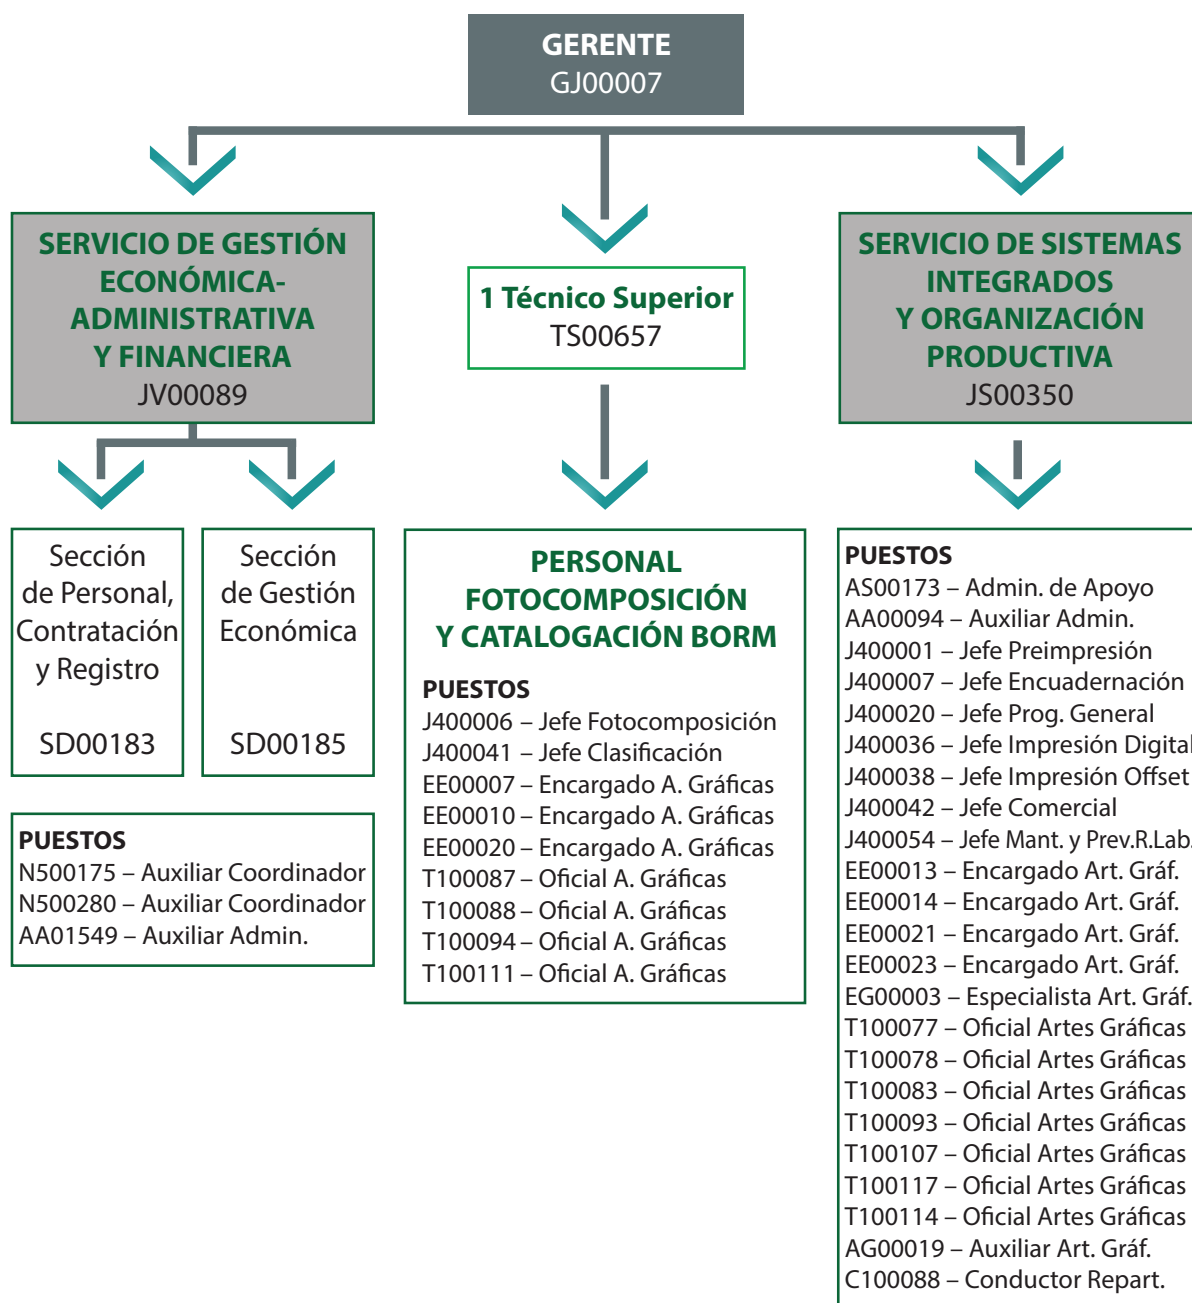 GERENTE
GJ00007
SERVICIO DE GESTIÓN
ECONÓMICA-
ADMINISTRATIVA
Y FINANCIERA
JV00089
1 Técnico Superior
TS00657
SERVICIO DE SISTEMAS
INTEGRADOS
Y ORGANIZACIÓN
PRODUCTIVA
JS00350
Sección
de Personal,
Contratación
y Registro
SD00183
Sección
de Gestión
Económica
SD00185
PUESTOS
N500175 – Auxiliar Coordinador
N500280 – Auxiliar Coordinador
AA01549 – Auxiliar Admin.
PERSONAL
FOTOCOMPOSICIÓN
Y CATALOGACIÓN BORM
PUESTOS
J400006 – Jefe Fotocomposición
J400041 – Jefe Clasificación
EE00007 – Encargado A. Gráficas
EE00010 – Encargado A. Gráficas
EE00020 – Encargado A. Gráficas
T100087 – Oficial A. Gráficas
T100088 – Oficial A. Gráficas
T100094 – Oficial A. Gráficas
T100111 – Oficial A. Gráficas
PUESTOS
AS00173 – Admin. de Apoyo
AA00094 – Auxiliar Admin.
J400001 – Jefe Preimpresión
J400007 – Jefe Encuadernación
J400020 – Jefe Prog. General
J400036 – Jefe Impresión Digital
J400038 – Jefe Impresión Offset
J400042 – Jefe Comercial
J400054 – Jefe Mant. y Prev.R.Lab.
EE00013 – Encargado Art. Gráf.
EE00014 – Encargado Art. Gráf.
EE00021 – Encargado Art. Gráf.
EE00023 – Encargado Art. Gráf.
EG00003 – Especialista Art. Gráf.
T100077 – Oficial Artes Gráficas
T100078 – Oficial Artes Gráficas
T100083 – Oficial Artes Gráficas
T100093 – Oficial Artes Gráficas
T100107 – Oficial Artes Gráficas
T100117 – Oficial Artes Gráficas
T100114 – Oficial Artes Gráficas
AG00019 – Auxiliar Art. Gráf.
C100088 – Conductor Repart.